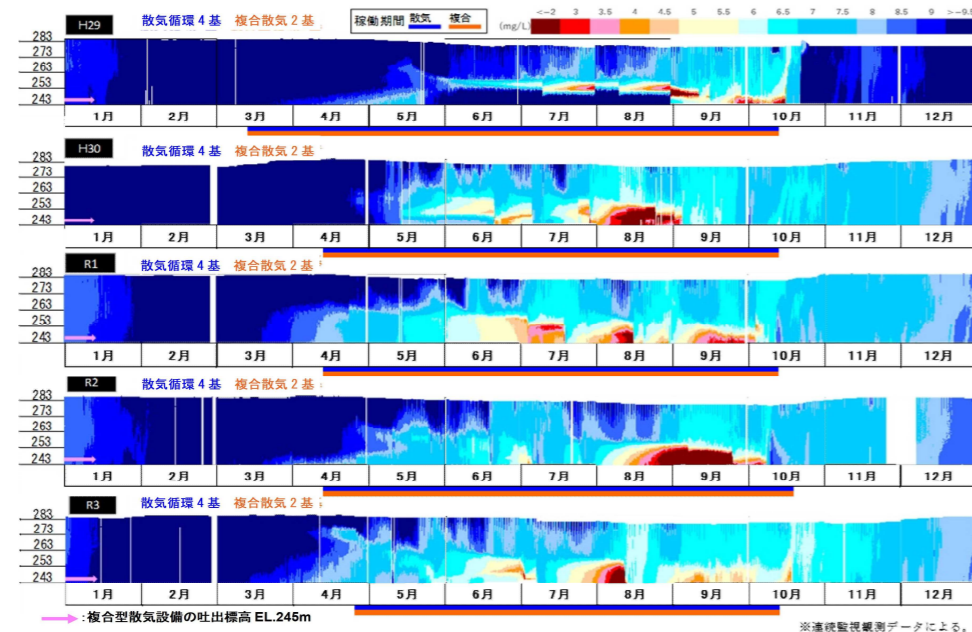 H29 散気循環４基 複合散気２基 稼働期間 散気 複合 (mg/L) <-2 3 3.5 4 4.5 5 5.5 6 6.5 7 7.5 8 8.5 9 >-9.5
283
273
263
253
243
1月 2月 3月 4月 5月 6月 7月 8月 9月 10月 11月 12月
H30 散気循環４基 複合散気２基
283
273
263
253
243
1月 2月 3月 4月 5月 6月 7月 8月 9月 10月 11月 12月
R1 散気循環４基 複合散気２基
283
273
263
253
243
1月 2月 3月 4月 5月 6月 7月 8月 9月 10月 11月 12月
R2 散気循環４基 複合散気２基
283
273
263
253
243
1月 2月 3月 4月 5月 6月 7月 8月 9月 10月 11月 12月
R3 散気循環４基 複合散気２基
283
273
263
253
243
1月 2月 3月 4月 5月 6月 7月 8月 9月 10月 11月 12月
:複合型散気設備の吐出標高 EL.245m
※連続監視観測データによる。